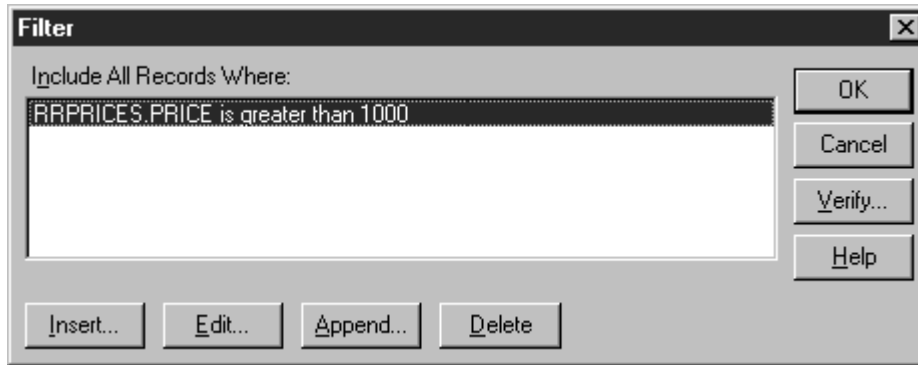 Filter
Include All Records Where:
RRPRICES.PRICE is greater than 1000
OK
Cancel
Verify...
Help
Insert...
Edit...
Append...
Delete